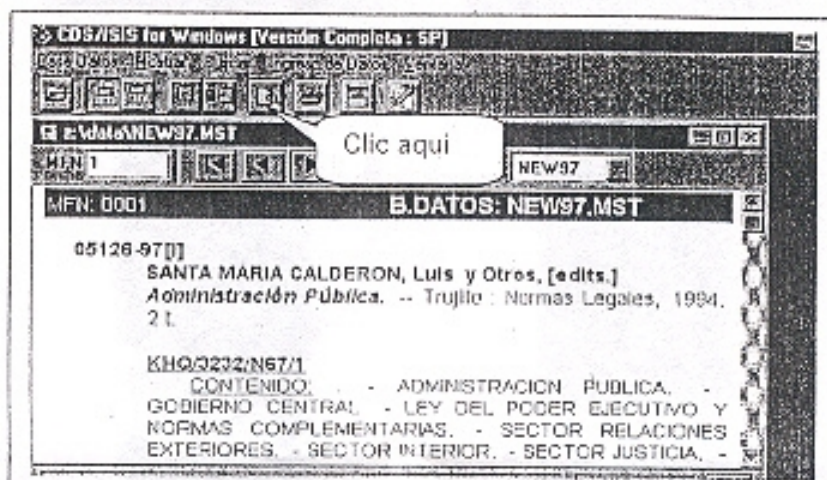 CDS/ISIS for Windows [Versión Completa : SP]
Clic aqui
c:\data\NEW97.MST
MFN 1
NEW97
MFN: 0001 B.DATOS: NEW97.MST
05126-97[I]
SANTA MARIA CALDERON, Luis y Otros, [edits.]
Administración Pública. -- Trujillo : Normas Legales, 1994.
2 t.
KHQ/3232/N67/1
CONTENIDO: . - ADMINISTRACION PUBLICA. -
GOBIERNO CENTRAL. - LEY DEL PODER EJECUTIVO Y
NORMAS COMPLEMENTARIAS. - SECTOR RELACIONES
EXTERIORES. - SECTOR INTERIOR. - SECTOR JUSTICIA. -